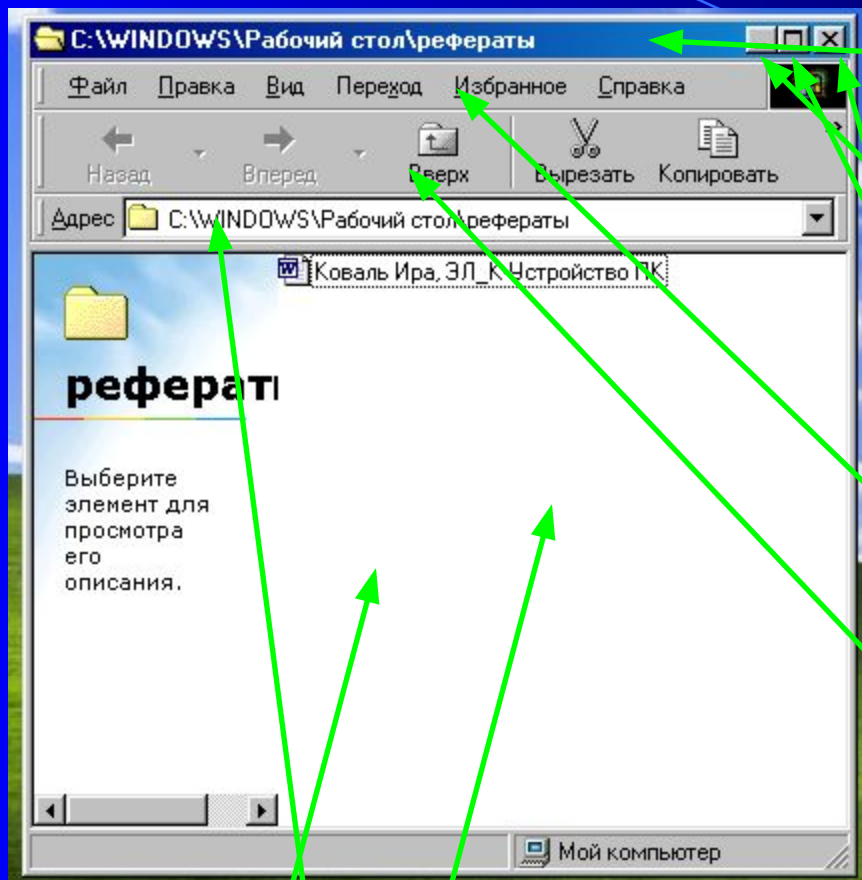 C:\WINDOWS\Рабочий стол\рефераты
Файл Правка Вид Переход Избранное Справка
Назад Вперед Вверх Вырезать Копировать
Адрес C:\WINDOWS\Рабочий стол\рефераты
Коваль Ира, ЭЛ_К Устройство ПК
рефераты
Выберите
элемент для
просмотра
его
описания.
Мой компьютер